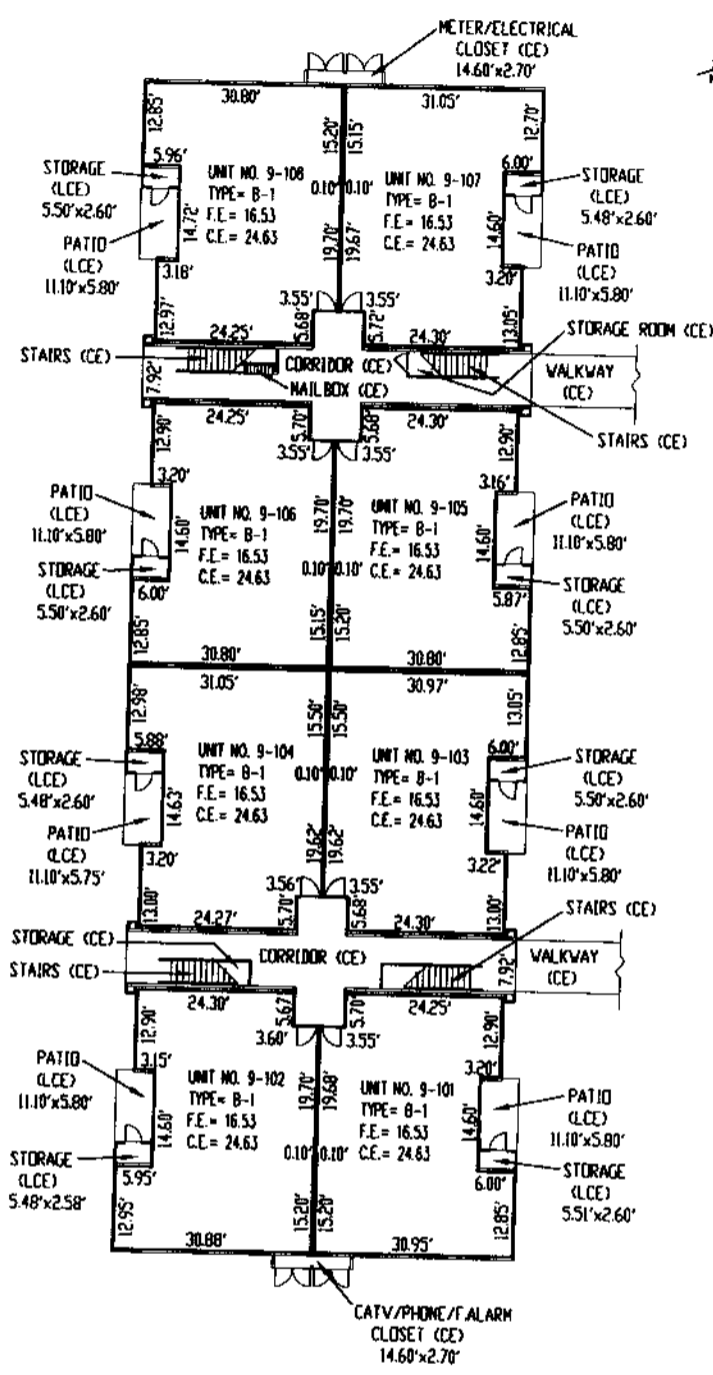 METER/ELECTRICAL
CLOSET (CE)
14.60'x2.70'
30.80'
31.05'
12.85'
15.20'
15.15'
12.70'
5.96'
6.00'
STORAGE
(LCE)
5.50'x2.60'
UNIT NO. 9-108
TYPE= B-1
F.E.= 16.53
C.E.= 24.63
0.10'
0.10'
UNIT NO. 9-107
TYPE= B-1
F.E.= 16.53
C.E.= 24.63
STORAGE
(LCE)
5.48'x2.60'
PATIO
(LCE)
11.10'x5.80'
14.72'
19.70'
19.67'
14.60'
PATIO
(LCE)
11.10'x5.80'
3.18'
3.20'
12.97'
3.55'
3.55'
13.05'
24.25'
5.68'
5.72'
24.30'
STORAGE ROOM (CE)
STAIRS (CE)
CORRIDOR (CE)
WALKWAY
(CE)
7.92'
MAILBOX (CE)
STAIRS (CE)
24.25'
5.70'
5.68'
24.30'
12.90'
3.55'
3.55'
12.90'
3.20'
3.16'
PATIO
(LCE)
11.10'x5.80'
UNIT NO. 9-106
TYPE= B-1
F.E.= 16.53
C.E.= 24.63
19.70'
19.70'
UNIT NO. 9-105
TYPE= B-1
F.E.= 16.53
C.E.= 24.63
PATIO
(LCE)
11.10'x5.80'
14.60'
14.60'
STORAGE
(LCE)
5.50'x2.60'
0.10'
0.10'
STORAGE
(LCE)
5.50'x2.60'
6.00'
5.87'
12.85'
15.15'
15.20'
12.85'
30.80'
30.80'
31.05'
30.97'
12.98'
15.50'
15.50'
13.05'
5.88'
6.00'
STORAGE
(LCE)
5.48'x2.60'
UNIT NO. 9-104
TYPE= B-1
F.E.= 16.53
C.E.= 24.63
0.10'
0.10'
UNIT NO. 9-103
TYPE= B-1
F.E.= 16.53
C.E.= 24.63
STORAGE
(LCE)
5.50'x2.60'
PATIO
(LCE)
11.10'x5.75'
14.63'
19.62'
19.62'
14.60'
PATIO
(LCE)
11.10'x5.80'
3.20'
3.22'
13.00'
3.56'
3.55'
13.00'
24.27'
5.70'
5.68'
24.30'
STAIRS (CE)
STORAGE (CE)
STAIRS (CE)
CORRIDOR (CE)
7.92'
WALKWAY
(CE)
24.30'
5.67'
5.70'
24.25'
12.90'
3.60'
3.55'
12.90'
3.15'
3.20'
PATIO
(LCE)
11.10'x5.80'
UNIT NO. 9-102
TYPE= B-1
F.E.= 16.53
C.E.= 24.63
19.70'
19.68'
UNIT NO. 9-101
TYPE= B-1
F.E.= 16.53
C.E.= 24.63
PATIO
(LCE)
11.10'x5.80'
14.60'
14.60'
STORAGE
(LCE)
5.48'x2.58'
0.10'
0.10'
STORAGE
(LCE)
5.51'x2.60'
5.95'
6.00'
12.95'
15.20'
15.20'
12.85'
30.88'
30.95'
CATV/PHONE/F.ALARM
CLOSET (CE)
14.60'x2.70'